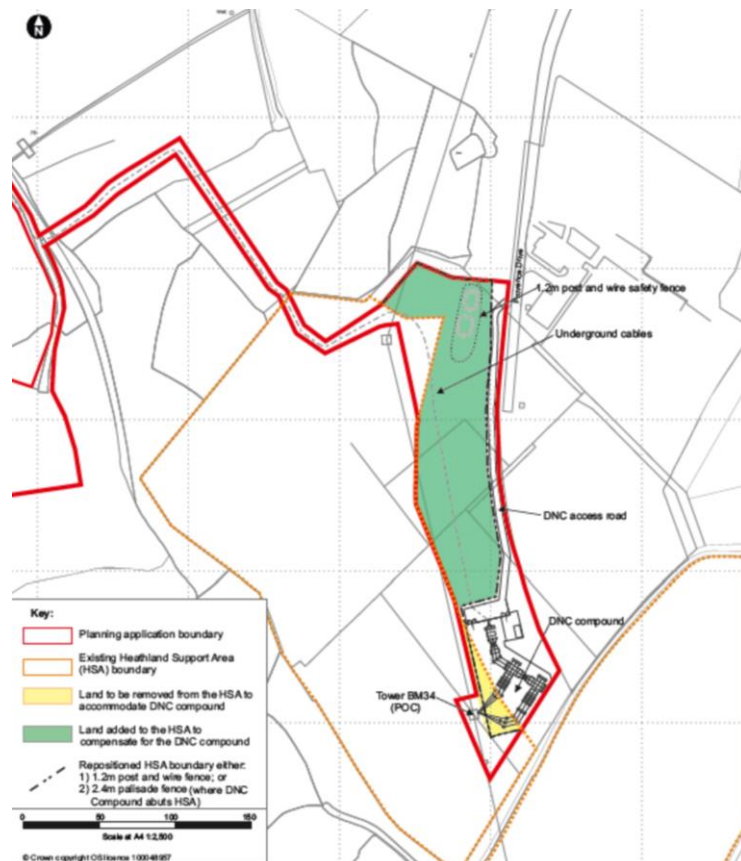 N
1.2m post and wire safety fence
Underground cables
DNC access road
DNC compound
Tower BM34
(POC)
Key:
Planning application boundary
Existing Heathland Support Area
(HSA) boundary
Land to be removed from the HSA to
accommodate DNC compound
Land added to the HSA to
compensate for the DNC compound
Repositioned HSA boundary either:
1) 1.2m post and wire fence; or
2) 2.4m palisade fence (where DNC
Compound abuts HSA)
0 50 100 150
Scale at A4 1:2,500
© Crown copyright OS licence 100048957